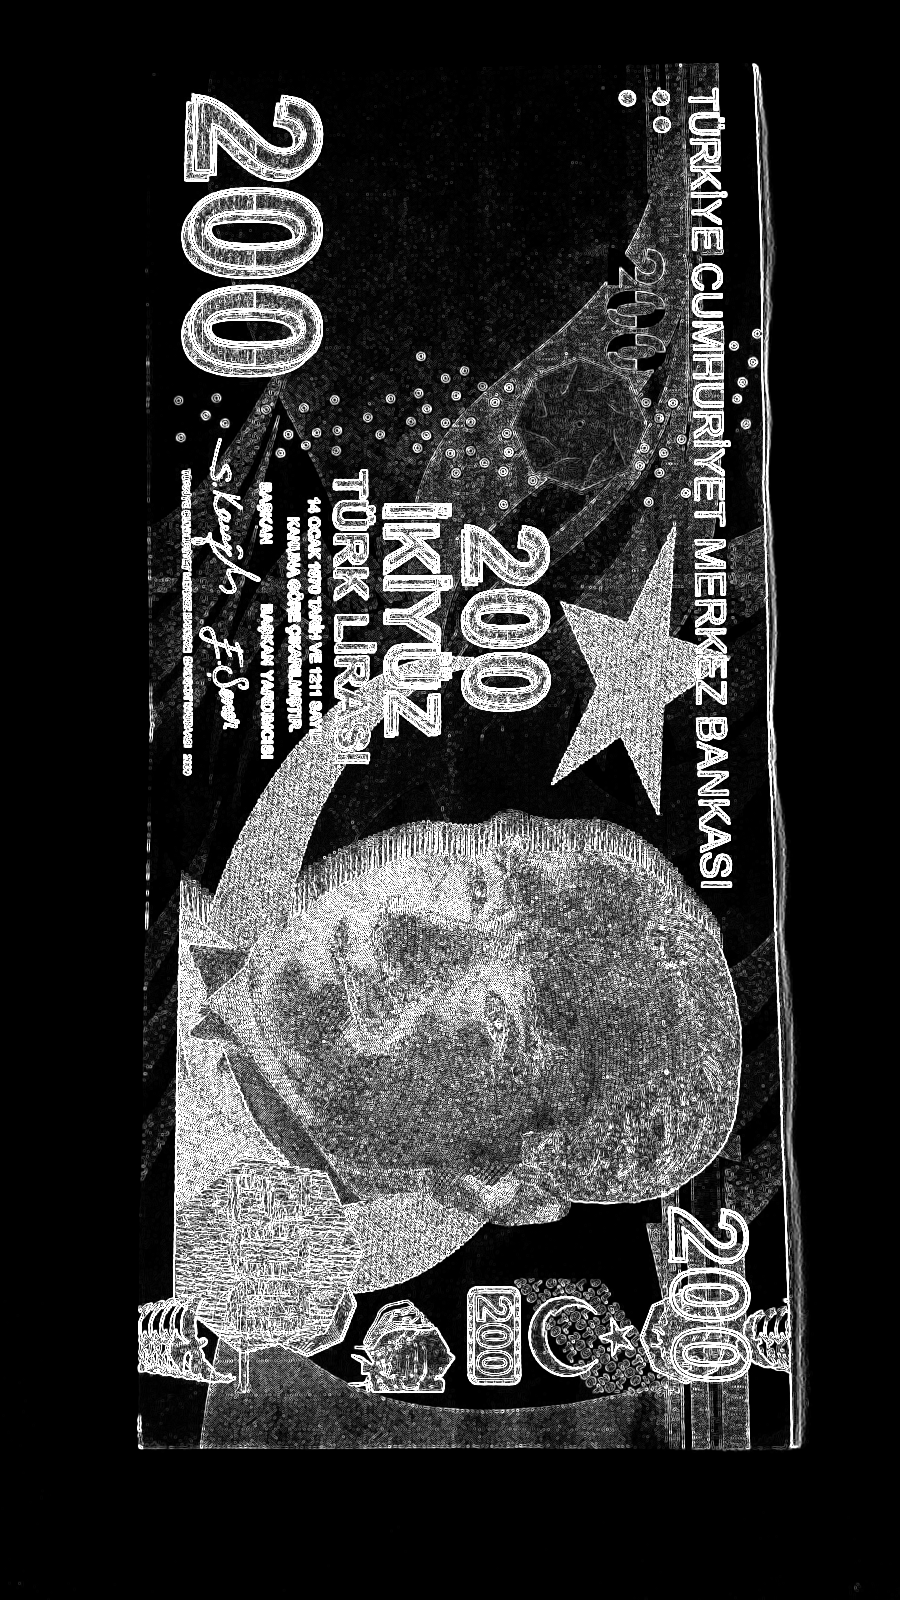 TÜRKİYE CUMHURİYET MERKEZ BANKASI
200
200
200
İKİYÜZ
TÜRK LİRASI
14 OCAK 1970 TARİH VE 1211 SAYILI
KANUNA GÖRE ÇIKARILMIŞTIR.
BAŞKAN BAŞKAN YARDIMCISI
200
200